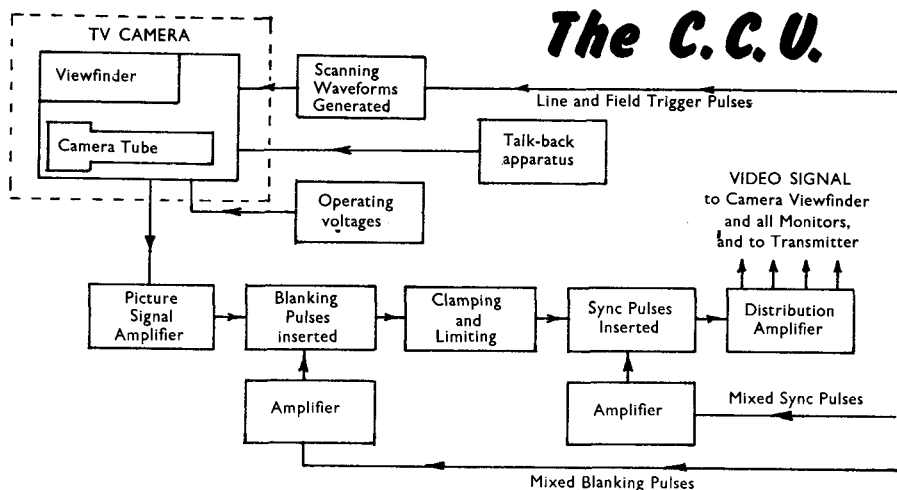 The C.C.U.
TV CAMERA
Viewfinder
Camera Tube
Scanning
Waveforms
Generated
Line and Field Trigger Pulses
Talk-back
apparatus
Operating
voltages
VIDEO SIGNAL
to Camera Viewfinder
and all Monitors,
and to Transmitter
Picture
Signal
Amplifier
Blanking
Pulses
inserted
Clamping
and
Limiting
Sync Pulses
Inserted
Distribution
Amplifier
Amplifier
Amplifier
Mixed Sync Pulses
Mixed Blanking Pulses